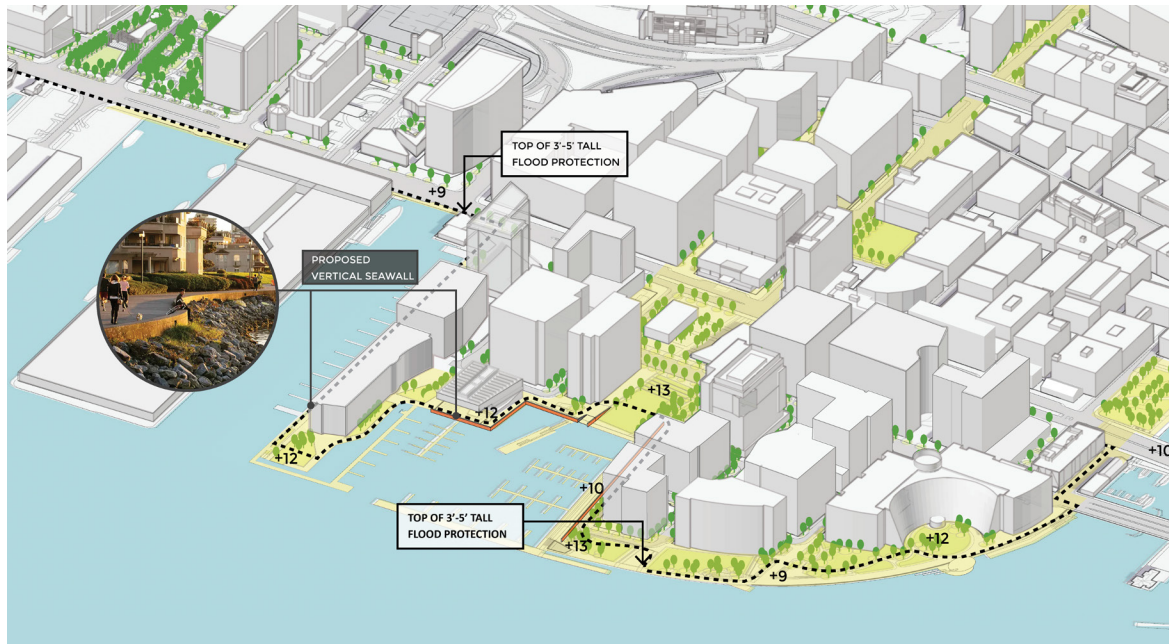 TOP OF 3'-5' TALL
FLOOD PROTECTION
+9
PROPOSED
VERTICAL SEAWALL
+13
+12
+10
+12
+10
TOP OF 3'-5' TALL
FLOOD PROTECTION
+13
+12
+9